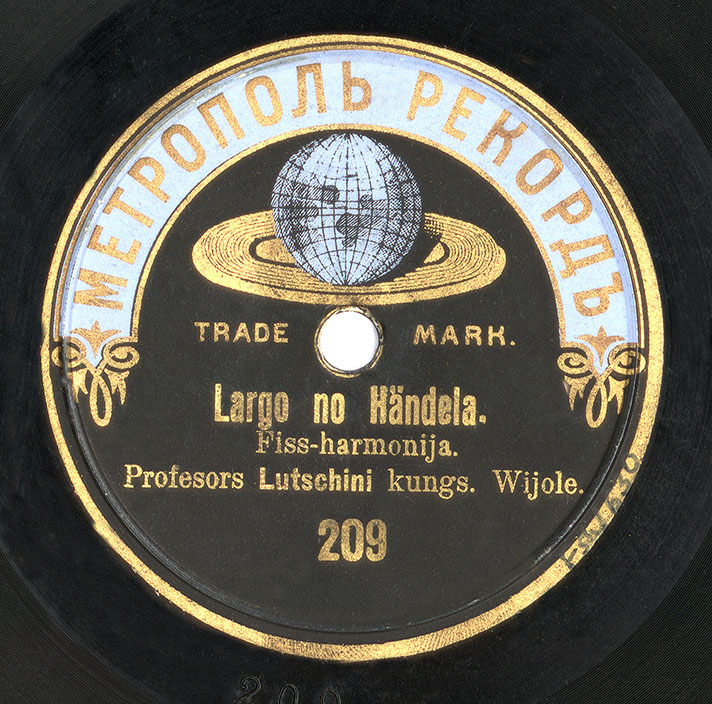 МЕТРОПОЛЬ РЕКОРДЪ
TRADE MARK.
Largo no Händela.
Fiss-harmonija.
Profesors Lutschini kungs. Wijole.
209